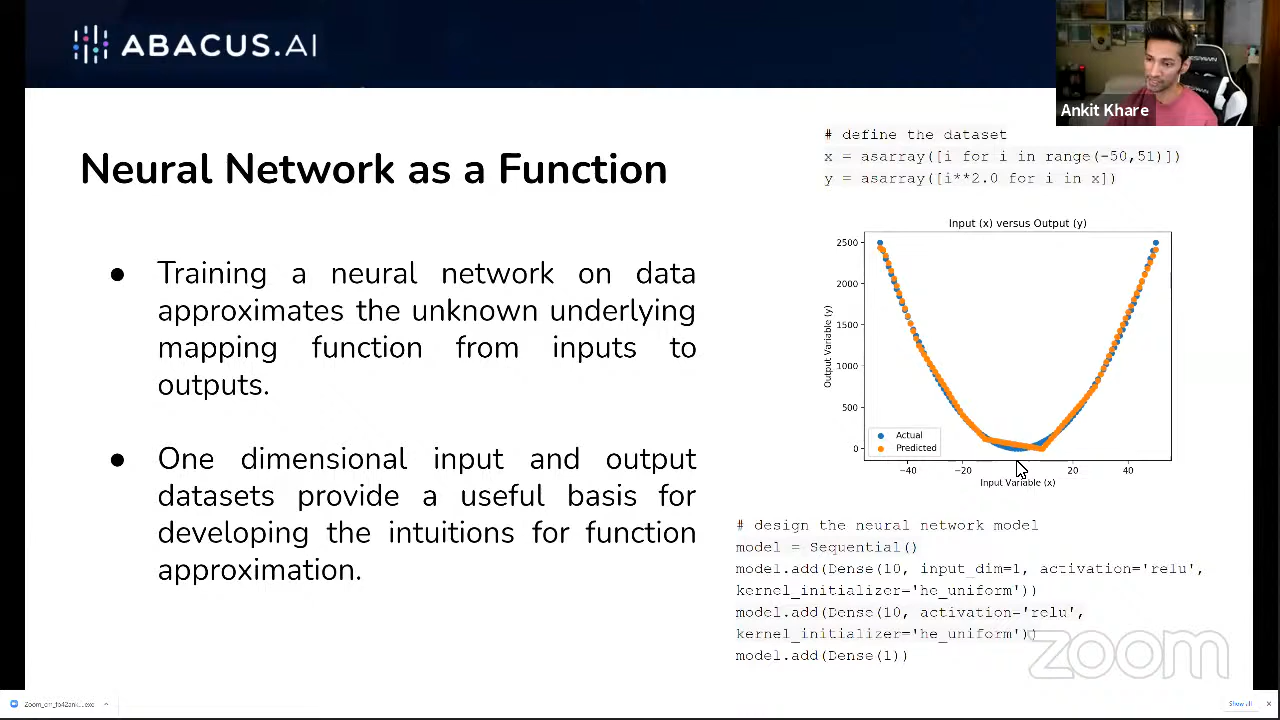 ABACUS.AI
Ankit Khare
Neural Network as a Function
● Training a neural network on data
approximates the unknown underlying
mapping function from inputs to
outputs.
● One dimensional input and output
datasets provide a useful basis for
developing the intuitions for function
approximation.
# define the dataset
x = asarray([i for i in range(-50,51)])
y = asarray([i**2.0 for i in x])
Input (x) versus Output (y)
Output Variable (y)
2500
2000
1500
1000
500
0
Actual
Predicted
−40 −20 20 40
Input Variable (x)
# design the neural network model
model = Sequential()
model.add(Dense(10, input_dim=1, activation='relu',
kernel_initializer='he_uniform'))
model.add(Dense(10, activation='relu',
kernel_initializer='he_uniform'))
model.add(Dense(1))
zoom
Show all